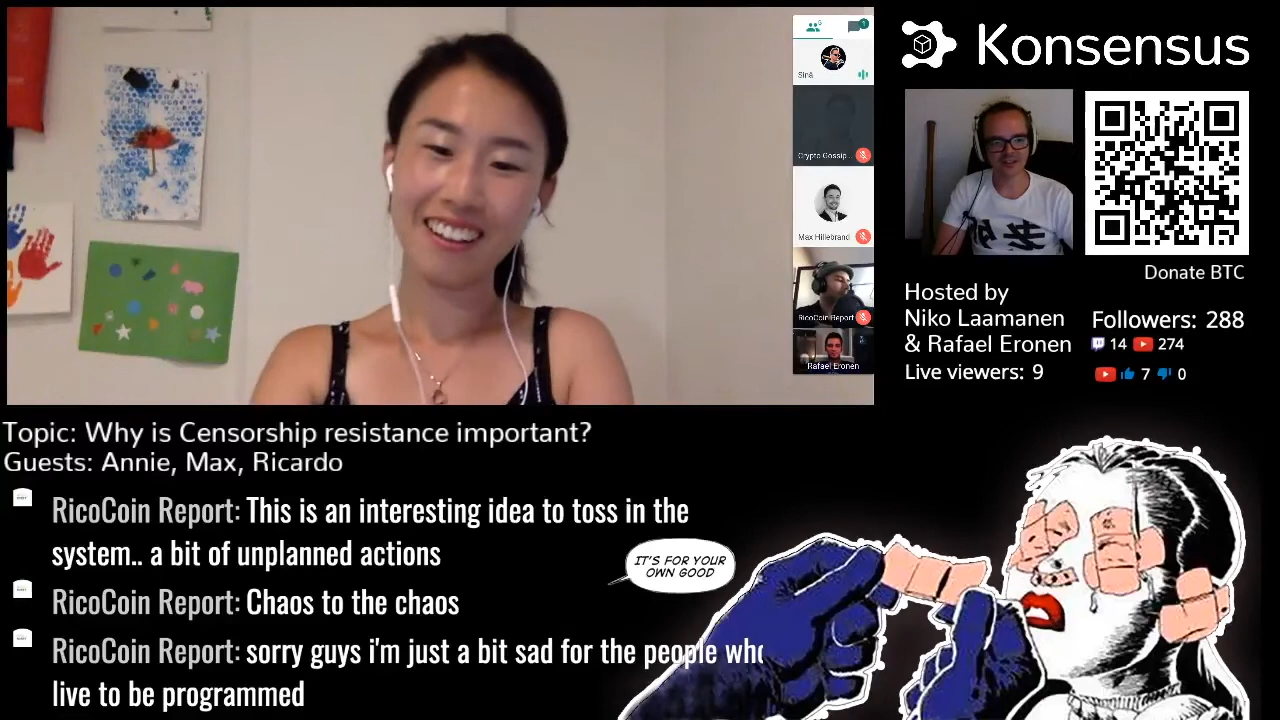 5
1
Sinä
Crypto Gossip...
Max Hillebrand
RicoCoin Report
Rafael Eronen
Konsensus
Donate BTC
Hosted by
Niko Laamanen
& Rafael Eronen
Live viewers: 9
Followers: 288
14 274
7 0
Topic: Why is Censorship resistance important?
Guests: Annie, Max, Ricardo
RicoCoin Report: This is an interesting idea to toss in the
system.. a bit of unplanned actions
RicoCoin Report: Chaos to the chaos
RicoCoin Report: sorry guys i'm just a bit sad for the people who
live to be programmed
IT'S FOR YOUR
OWN GOOD